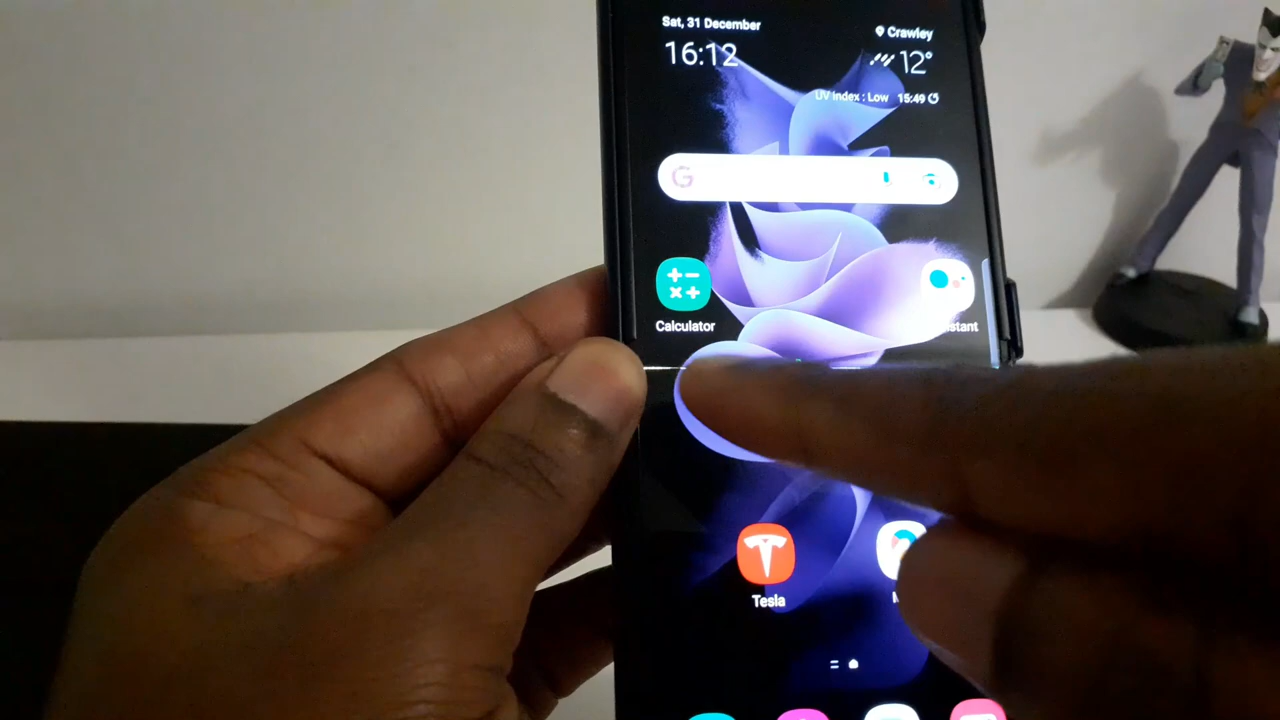 Sat, 31 December
16:12
Crawley
12°
UV index : Low 15:49
G
Calculator
Tesla